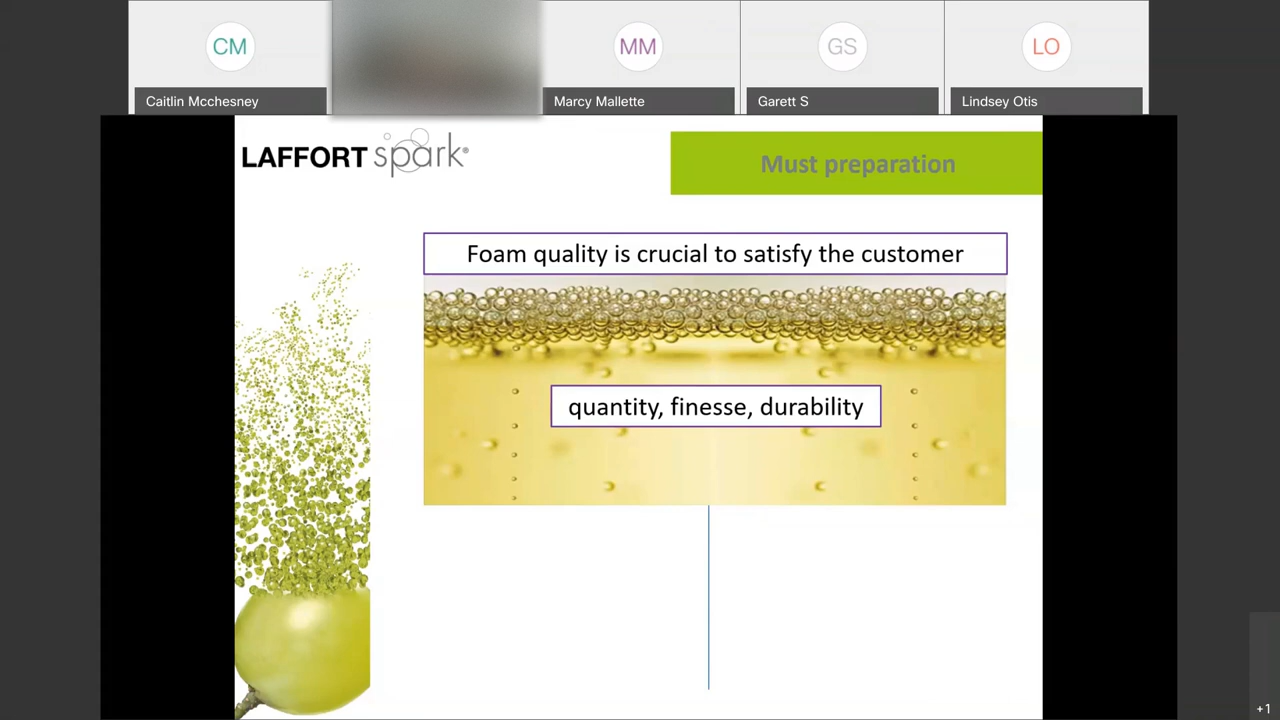 CM
MM
GS
LO
Caitlin Mcchesney
Marcy Mallette
Garett S
Lindsey Otis
LAFFORT spark®
Must preparation
Foam quality is crucial to satisfy the customer
quantity, finesse, durability
+1